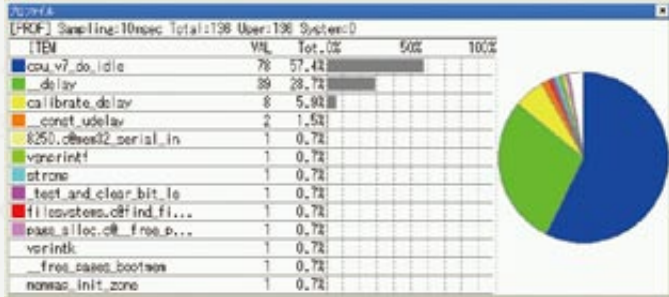 プロファイル
[PROF] Sampling:10msec Total:136 User:136 System:0
ITEM VAL Tot. 0% 50% 100%
cpu_v7_do_idle 78 57.4%
__delay 39 28.7%
calibrate_delay 8 5.9%
__const_udelay 2 1.5%
8250.c@mem32_serial_in 1 0.7%
vsnprintf 1 0.7%
strcmp 1 0.7%
_test_and_clear_bit_le 1 0.7%
filesystems.c@find_fi... 1 0.7%
page_alloc.c@__free_p... 1 0.7%
vprintk 1 0.7%
__free_pages_bootmem 1 0.7%
memmap_init_zone 1 0.7%